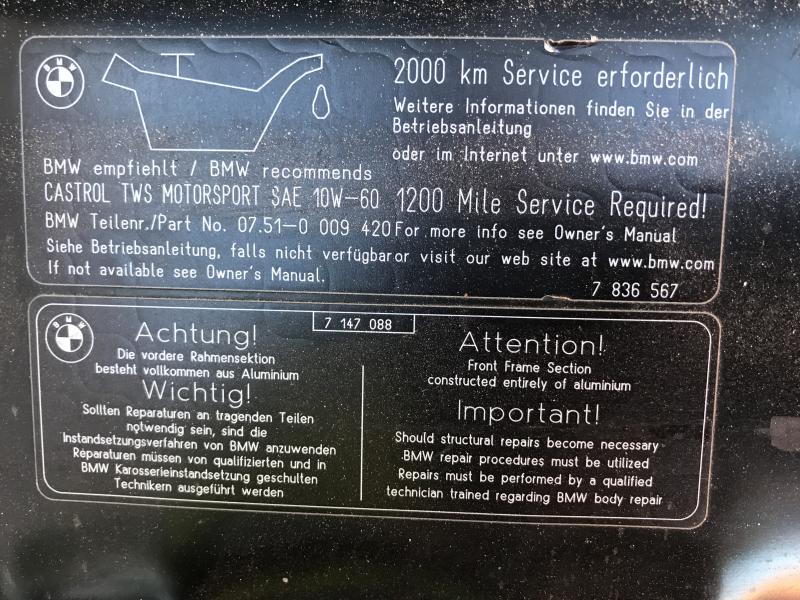 BMW
BMW empfiehlt / BMW recommends
CASTROL TWS MOTORSPORT SAE 10W-60
BMW Teilenr./Part No. 07.51-0 009 420
Siehe Betriebsanleitung, falls nicht verfügbar
If not available see Owner's Manual.
2000 km Service erforderlich
Weitere Informationen finden Sie in der
Betriebsanleitung
oder im Internet unter www.bmw.com
1200 Mile Service Required!
For more info see Owner's Manual
or visit our web site at www.bmw.com
7 836 567
BMW
7 147 088
Achtung!
Die vordere Rahmensektion
besteht vollkommen aus Aluminium
Wichtig!
Sollten Reparaturen an tragenden Teilen
notwendig sein, sind die
Instandsetzungsverfahren von BMW anzuwenden
Reparaturen müssen von qualifizierten und in
BMW Karosserieinstandsetzung geschulten
Technikern ausgeführt werden
Attention!
Front Frame Section
constructed entirely of aluminium
Important!
Should structural repairs become necessary
BMW repair procedures must be utilized
Repairs must be performed by a qualified
technician trained regarding BMW body repair